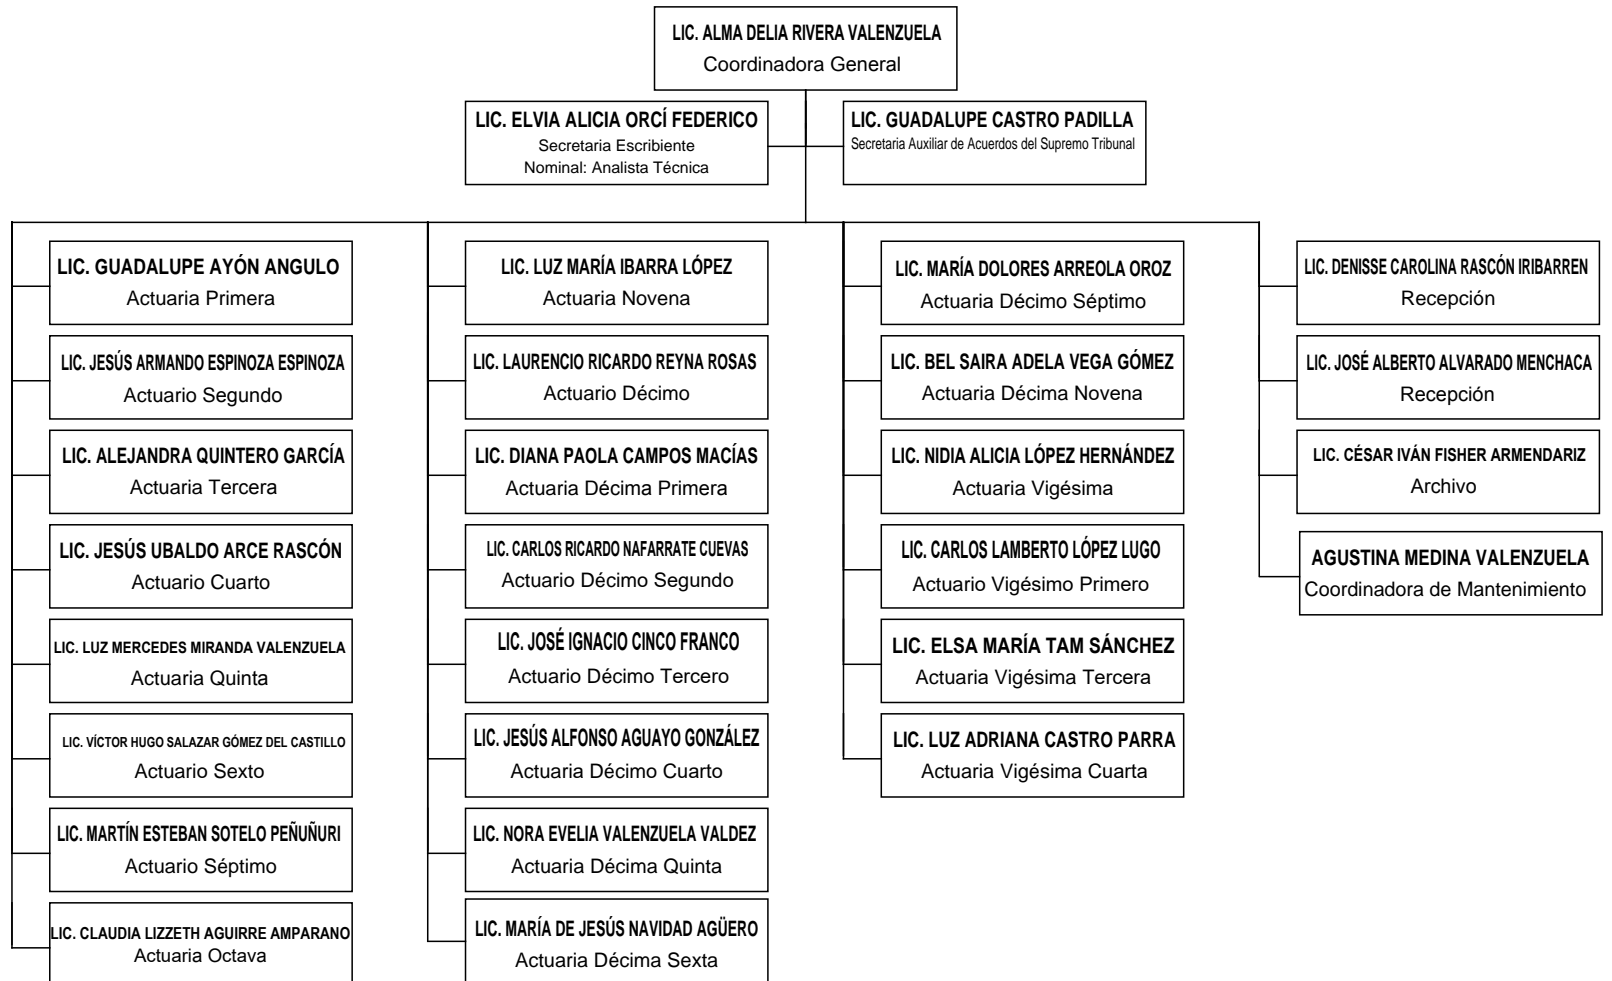 LIC. ALMA DELIA RIVERA VALENZUELA
Coordinadora General
LIC. ELVIA ALICIA ORCÍ FEDERICO
Secretaria Escribiente
Nominal: Analista Técnica
LIC. GUADALUPE CASTRO PADILLA
Secretaria Auxiliar de Acuerdos del Supremo Tribunal
LIC. GUADALUPE AYÓN ANGULO
Actuaria Primera
LIC. JESÚS ARMANDO ESPINOZA ESPINOZA
Actuario Segundo
LIC. ALEJANDRA QUINTERO GARCÍA
Actuaria Tercera
LIC. JESÚS UBALDO ARCE RASCÓN
Actuario Cuarto
LIC. LUZ MERCEDES MIRANDA VALENZUELA
Actuaria Quinta
LIC. VÍCTOR HUGO SALAZAR GÓMEZ DEL CASTILLO
Actuario Sexto
LIC. MARTÍN ESTEBAN SOTELO PEÑUÑURI
Actuario Séptimo
LIC. CLAUDIA LIZZETH AGUIRRE AMPARANO
Actuaria Octava
LIC. LUZ MARÍA IBARRA LÓPEZ
Actuaria Novena
LIC. LAURENCIO RICARDO REYNA ROSAS
Actuario Décimo
LIC. DIANA PAOLA CAMPOS MACÍAS
Actuaria Décima Primera
LIC. CARLOS RICARDO NAFARRATE CUEVAS
Actuario Décimo Segundo
LIC. JOSÉ IGNACIO CINCO FRANCO
Actuario Décimo Tercero
LIC. JESÚS ALFONSO AGUAYO GONZÁLEZ
Actuaria Décimo Cuarto
LIC. NORA EVELIA VALENZUELA VALDEZ
Actuaria Décima Quinta
LIC. MARÍA DE JESÚS NAVIDAD AGÜERO
Actuaria Décima Sexta
LIC. MARÍA DOLORES ARREOLA OROZ
Actuaria Décimo Séptimo
LIC. BEL SAIRA ADELA VEGA GÓMEZ
Actuaria Décima Novena
LIC. NIDIA ALICIA LÓPEZ HERNÁNDEZ
Actuaria Vigésima
LIC. CARLOS LAMBERTO LÓPEZ LUGO
Actuario Vigésimo Primero
LIC. ELSA MARÍA TAM SÁNCHEZ
Actuaria Vigésima Tercera
LIC. LUZ ADRIANA CASTRO PARRA
Actuaria Vigésima Cuarta
LIC. DENISSE CAROLINA RASCÓN IRIBARREN
Recepción
LIC. JOSÉ ALBERTO ALVARADO MENCHACA
Recepción
LIC. CÉSAR IVÁN FISHER ARMENDARIZ
Archivo
AGUSTINA MEDINA VALENZUELA
Coordinadora de Mantenimiento